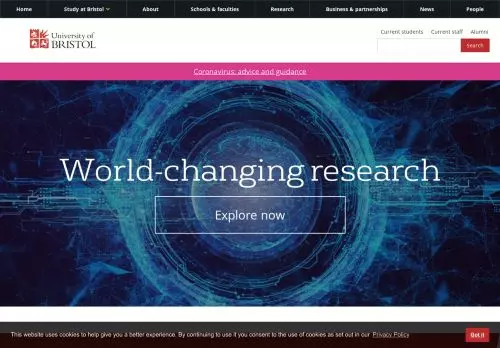 Home Study at Bristol About Schools & faculties Research Business & partnerships News People
University of
BRISTOL
Current students Current staff Alumni
Search
Coronavirus: advice and guidance
World-changing research
Explore now
This website uses cookies to help give you a better experience. By continuing to use it you consent to the use of cookies as set out in our Privacy Policy
Got it